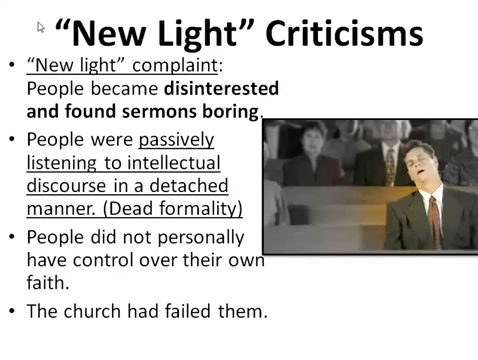 “New Light” Criticisms
• “New light” complaint:
People became disinterested
and found sermons boring.
• People were passively
listening to intellectual
discourse in a detached
manner. (Dead formality)
• People did not personally
have control over their own
faith.
• The church had failed them.